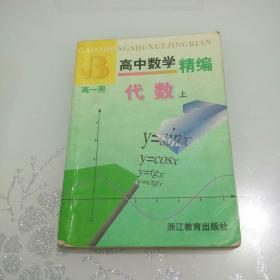 GAOZHONGSHUXUEJINGBIAN
高中数学 精编
高一用
代数 上
y=sinx
y=cosx
y=tgx
y=ctgx
浙江教育出版社